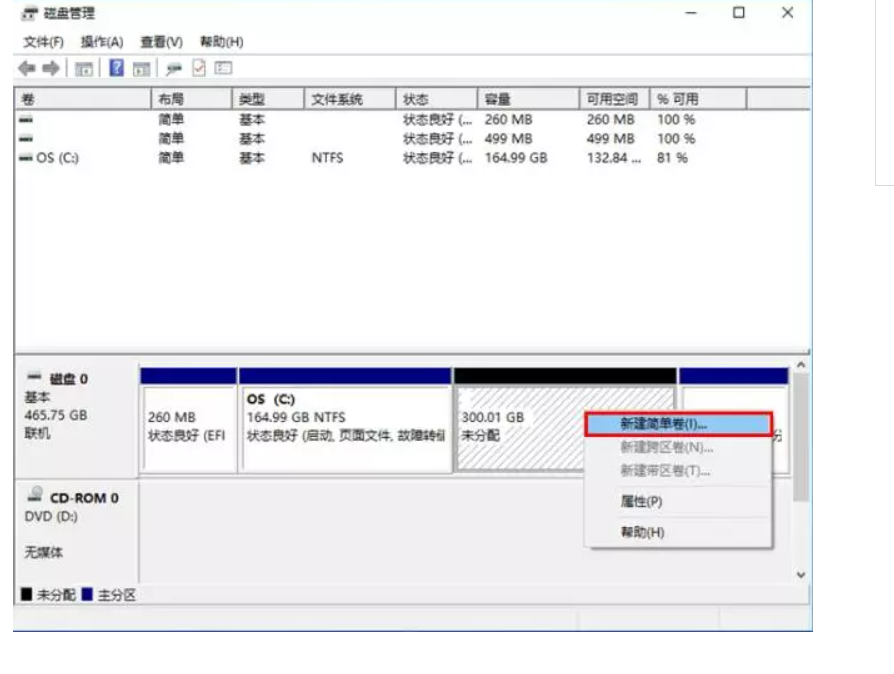 磁盘管理
文件(F) 操作(A) 查看(V) 帮助(H)
卷 布局 类型 文件系统 状态 容量 可用空间 % 可用
简单 基本 状态良好 (... 260 MB 260 MB 100 %
简单 基本 状态良好 (... 499 MB 499 MB 100 %
OS (C:) 简单 基本 NTFS 状态良好 (... 164.99 GB 132.84 ... 81 %
磁盘 0
基本
465.75 GB
联机
260 MB
状态良好 (EFI
OS (C:)
164.99 GB NTFS
状态良好 (启动, 页面文件, 故障转储
300.01 GB
未分配
新建简单卷(I)...
新建跨区卷(N)...
新建带区卷(T)...
属性(P)
帮助(H)
CD-ROM 0
DVD (D:)
无媒体
未分配 主分区